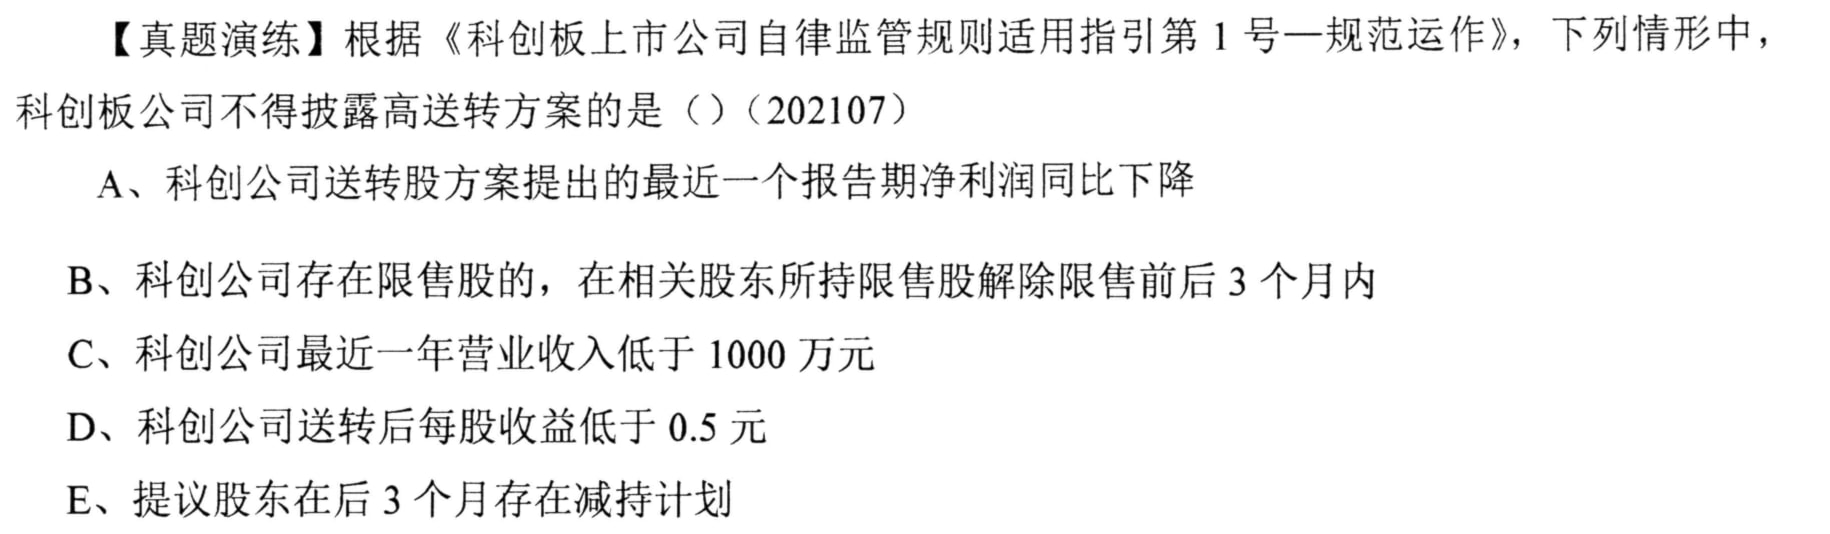 【真题演练】根据《科创板上市公司自律监管规则适用指引第 1 号—规范运作》，下列情形中，
科创板公司不得披露高送转方案的是（）（202107）
A、科创公司送转股方案提出的最近一个报告期净利润同比下降
B、科创公司存在限售股的，在相关股东所持限售股解除限售前后 3 个月内
C、科创公司最近一年营业收入低于 1000 万元
D、科创公司送转后每股收益低于 0.5 元
E、提议股东在后 3 个月存在减持计划